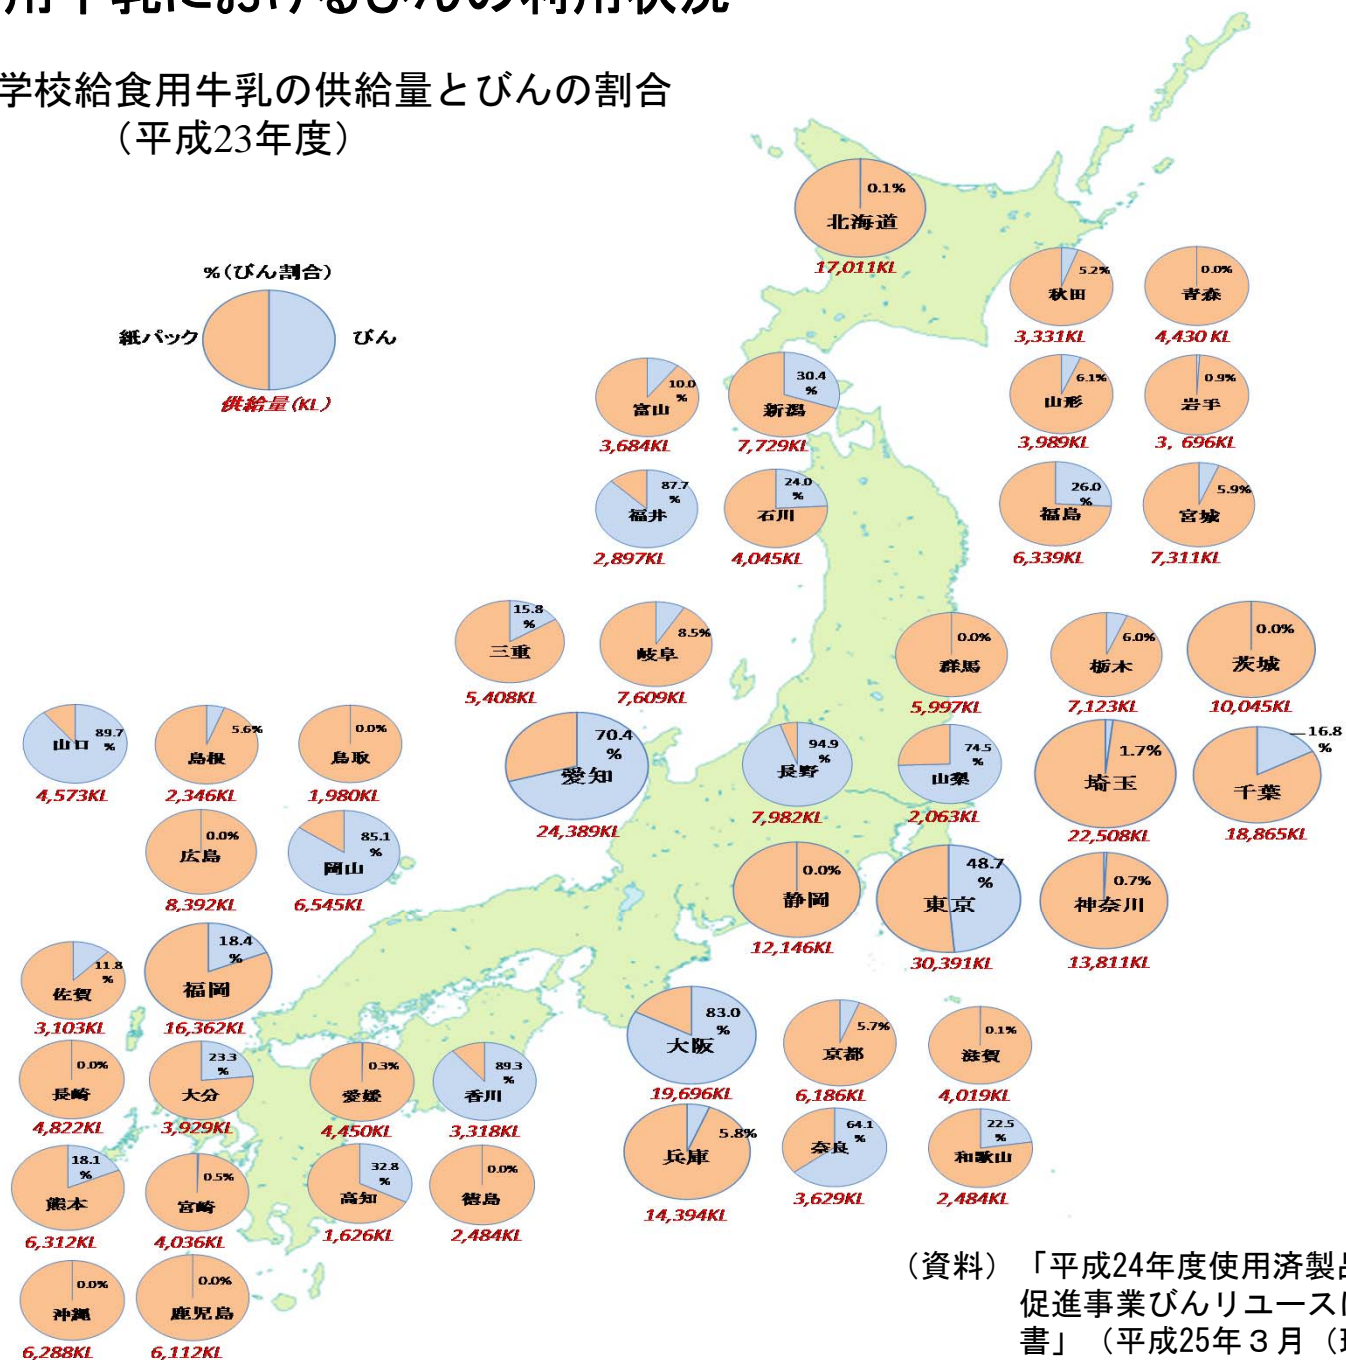 用牛乳におけるびんの利用状況
学校給食用牛乳の供給量とびんの割合
（平成23年度）
%(びん割合)
紙パック
びん
供給量(KL)
0.1%
北海道
17,011KL
5.2%
秋田
3,331KL
0.0%
青森
4,430 KL
10.0
%
富山
3,684KL
30.4
%
新潟
7,729KL
6.1%
山形
3,989KL
0.9%
岩手
3, 696KL
87.7
%
福井
2,897KL
24.0
%
石川
4,045KL
26.0
%
福島
6,339KL
5.9%
宮城
7,311KL
15.8
%
三重
5,408KL
8.5%
岐阜
7,609KL
0.0%
群馬
5,997KL
6.0%
栃木
7,123KL
0.0%
茨城
10,045KL
89.7
%
山口
4,573KL
5.6%
島根
2,346KL
0.0%
鳥取
1,980KL
70.4
%
愛知
24,389KL
94.9
%
長野
7,982KL
74.5
%
山梨
2,063KL
1.7%
埼玉
22,508KL
16.8
%
千葉
18,865KL
0.0%
広島
8,392KL
85.1
%
岡山
6,545KL
0.0%
静岡
12,146KL
48.7
%
東京
30,391KL
0.7%
神奈川
13,811KL
11.8
%
佐賀
3,103KL
18.4
%
福岡
16,362KL
83.0
%
大阪
19,696KL
5.7%
京都
6,186KL
0.1%
滋賀
4,019KL
0.0%
長崎
4,822KL
23.3
%
大分
3,929KL
0.3%
愛媛
4,450KL
89.3
%
香川
3,318KL
5.8%
兵庫
14,394KL
64.1
%
奈良
3,629KL
22.5
%
和歌山
2,484KL
18.1
%
熊本
6,312KL
0.5%
宮崎
4,036KL
32.8
%
高知
1,626KL
0.0%
徳島
2,484KL
0.0%
沖縄
6,288KL
0.0%
鹿児島
6,112KL
（資料）「平成24年度使用済製品
促進事業びんリユースに
書」（平成25年３月（環